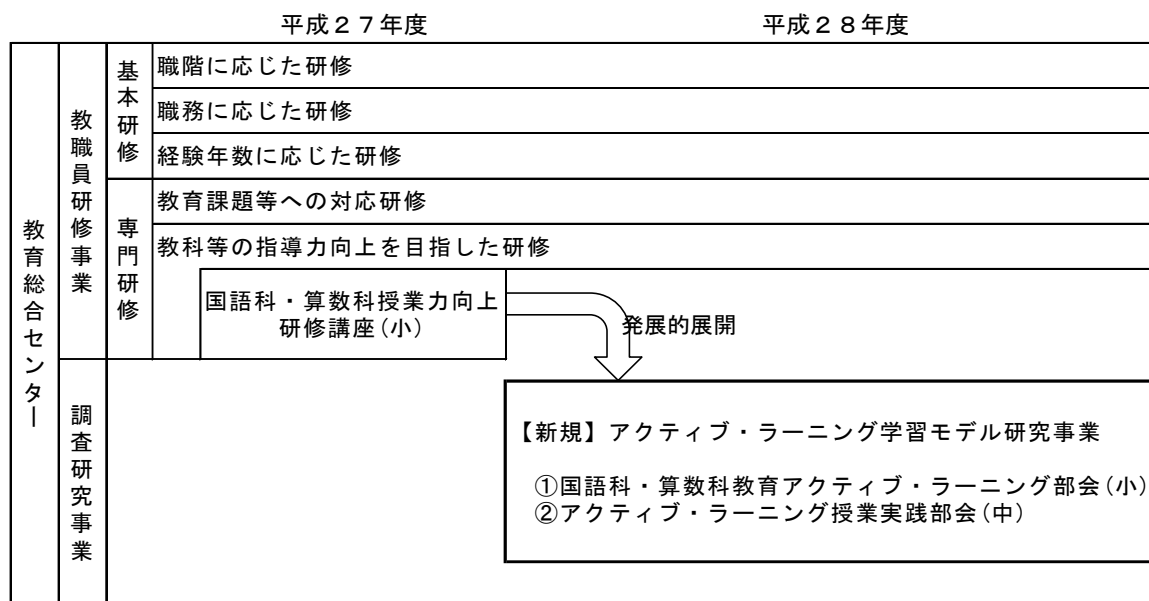 平成２７年度
平成２８年度
教育総合センター
教職員研修事業
基本研修
職階に応じた研修
職務に応じた研修
経験年数に応じた研修
専門研修
教育課題等への対応研修
教科等の指導力向上を目指した研修
国語科・算数科授業力向上
研修講座(小)
発展的展開
調査研究事業
【新規】アクティブ・ラーニング学習モデル研究事業
①国語科・算数科教育アクティブ・ラーニング部会(小)
②アクティブ・ラーニング授業実践部会(中)